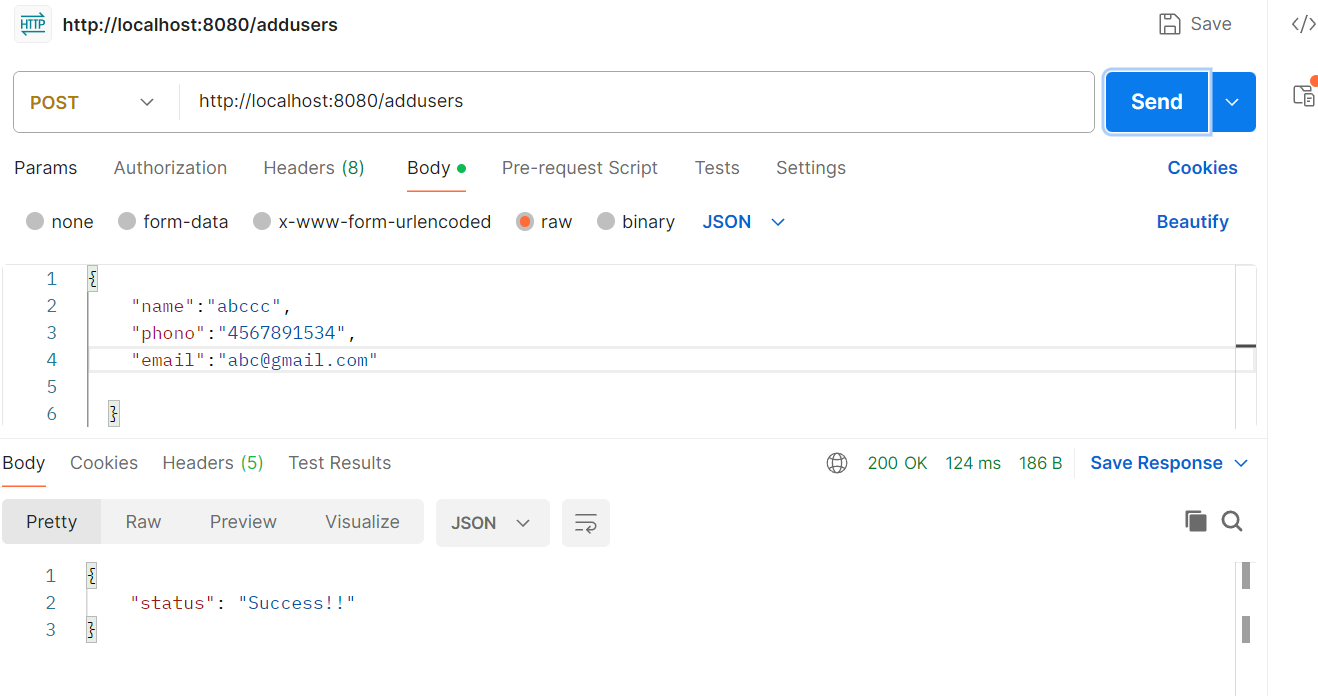 HTTP http://localhost:8080/addusers Save </>
POST http://localhost:8080/addusers Send
Params Authorization Headers (8) Body Pre-request Script Tests Settings Cookies
none form-data x-www-form-urlencoded raw binary JSON Beautify
1 {
2 "name":"abccc",
3 "phono":"4567891534",
4 "email":"abc@gmail.com"
5
6 }
Body Cookies Headers (5) Test Results 200 OK 124 ms 186 B Save Response
Pretty Raw Preview Visualize JSON
1 {
2 "status": "Success!!"
3 }